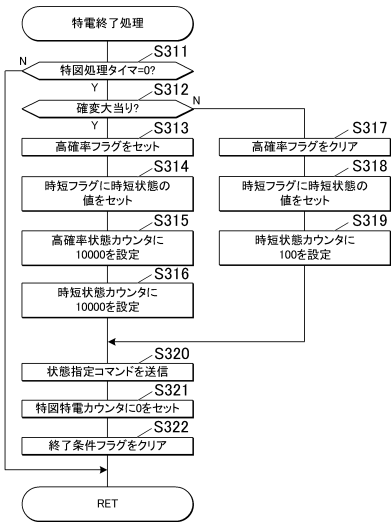 特電終了処理
S311
N
特図処理タイマ=0?
Y
S312
確変大当り?
N
Y
S313
高確率フラグをセット
S317
高確率フラグをクリア
S314
時短フラグに時短状態の
値をセット
S318
時短フラグに時短状態の
値をセット
S315
高確率状態カウンタに
10000を設定
S319
時短状態カウンタに
100を設定
S316
時短状態カウンタに
10000を設定
S320
状態指定コマンドを送信
S321
特図特電カウンタに0をセット
S322
終了条件フラグをクリア
RET